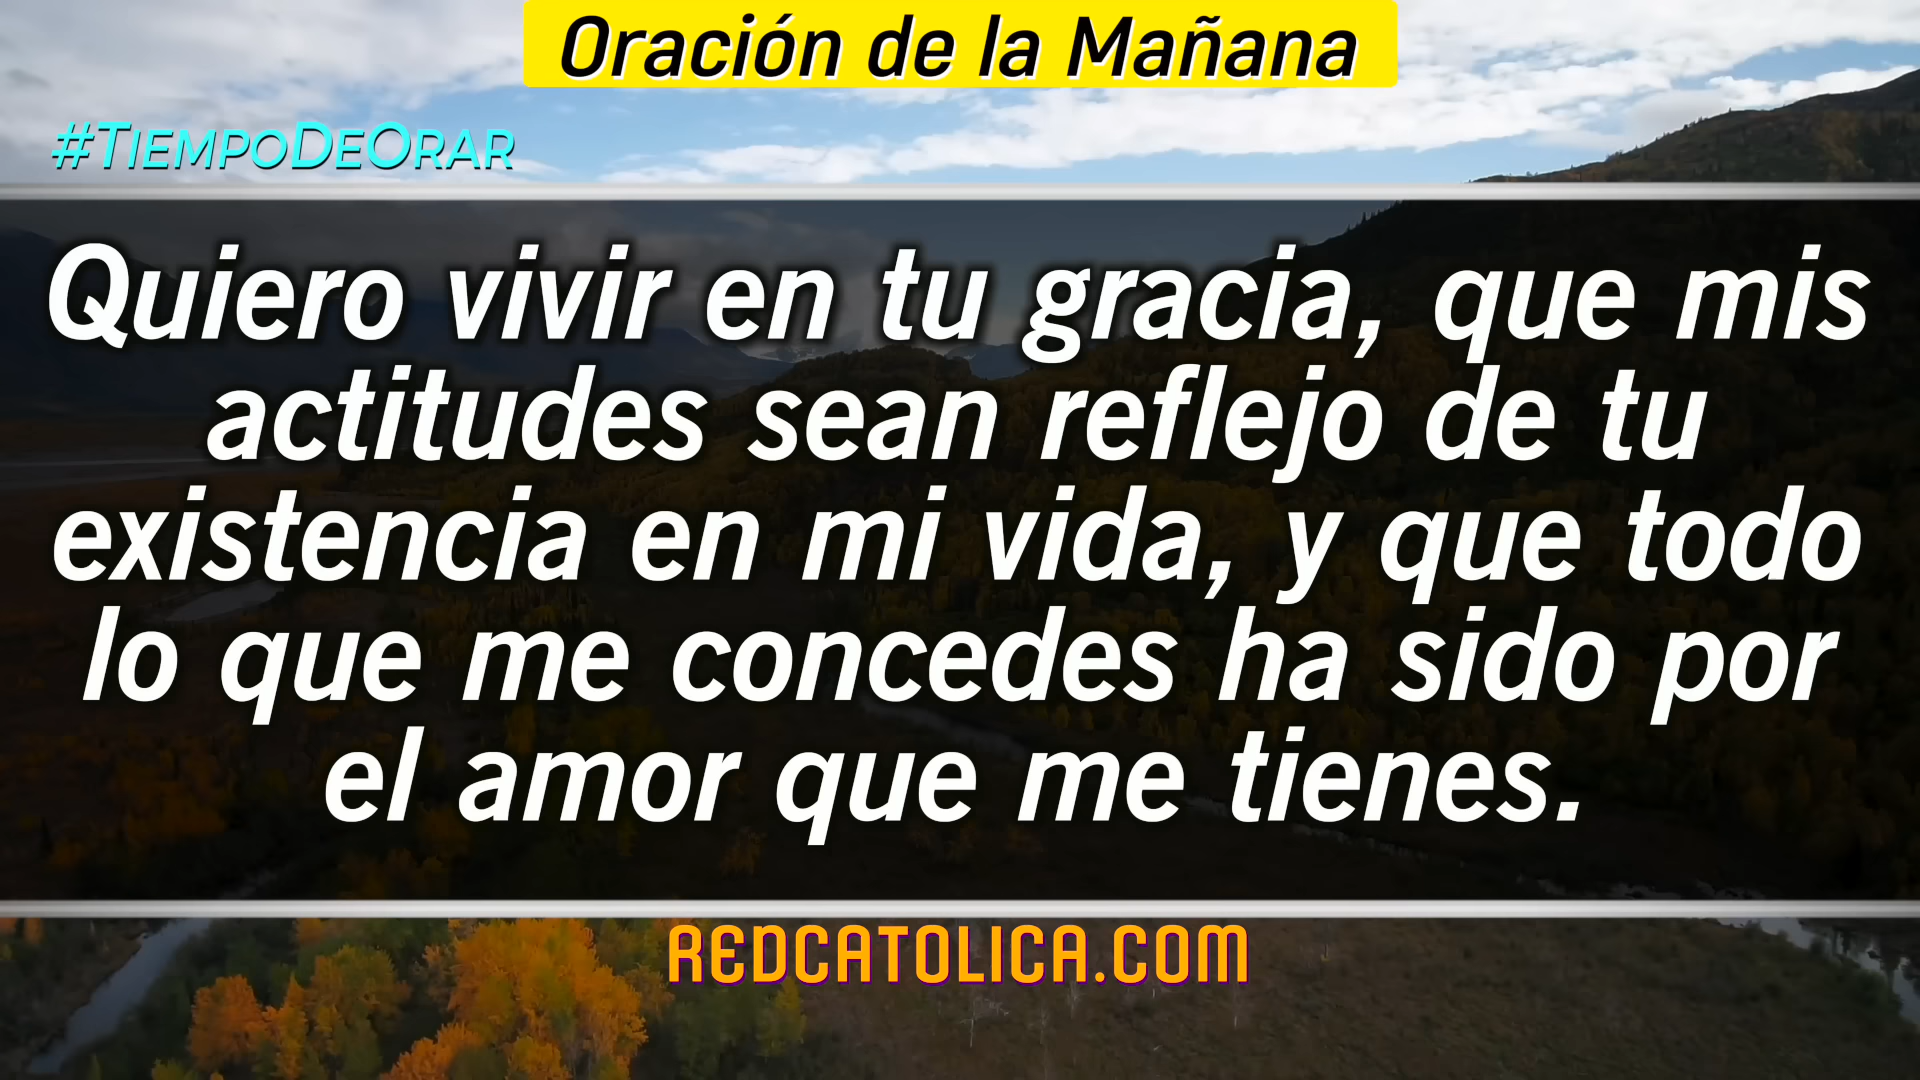 Oración de la Mañana
#TIEMPODEORAR
Quiero vivir en tu gracia, que mis
actitudes sean reflejo de tu
existencia en mi vida, y que todo
lo que me concedes ha sido por
el amor que me tienes.
REDCATOLICA.COM